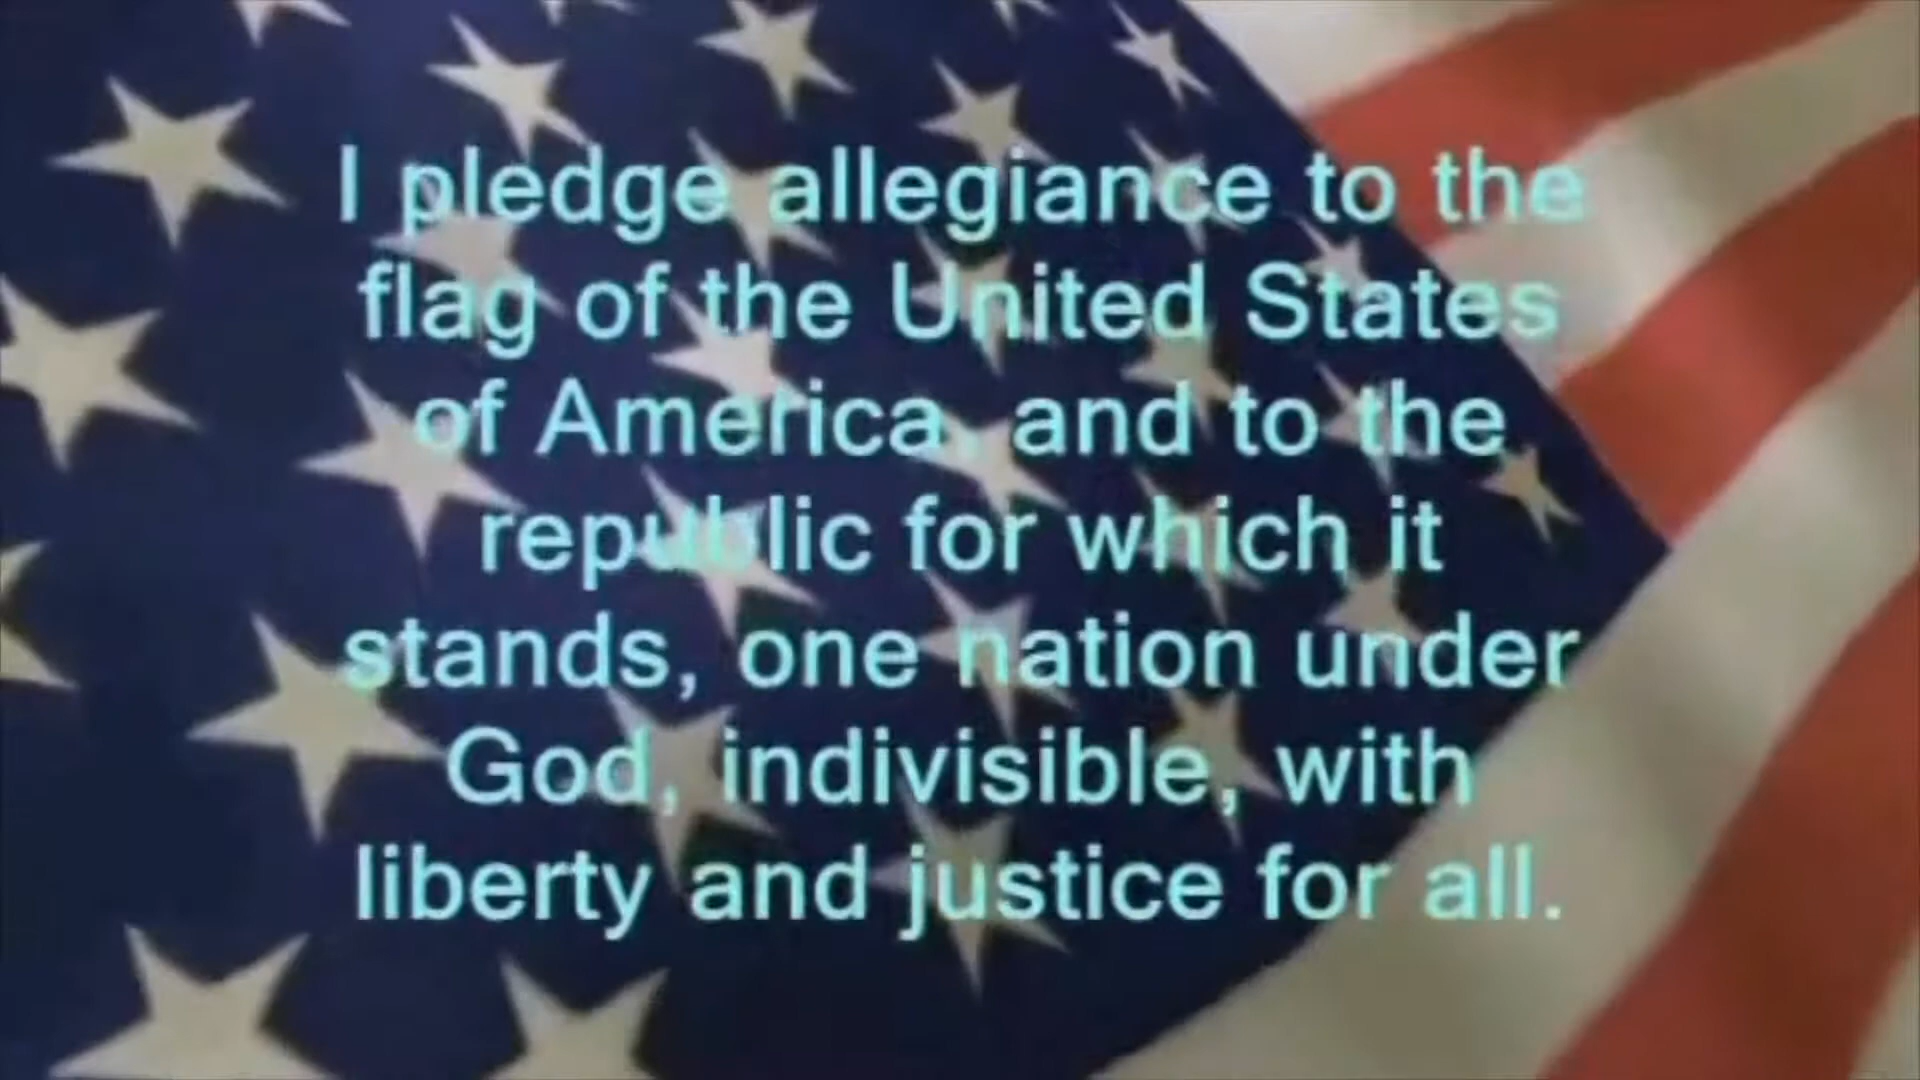 I pledge allegiance to the
flag of the United States
of America, and to the
republic for which it
stands, one nation under
God, indivisible, with
liberty and justice for all.